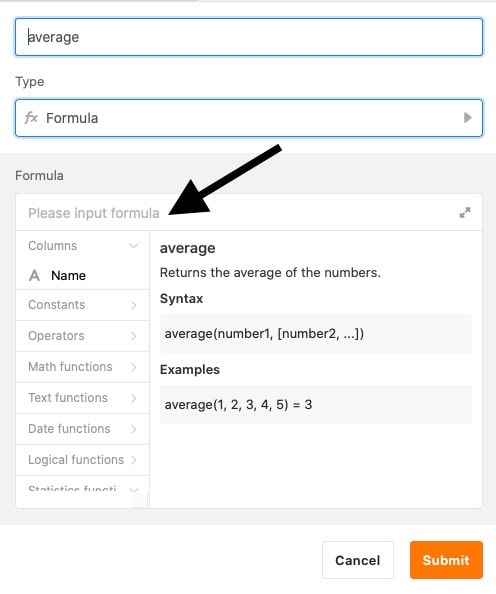 average
Type
fx Formula
Formula
Please input formula
Columns
A Name
Constants
Operators
Math functions
Text functions
Date functions
Logical functions
Statistics functi
average
Returns the average of the numbers.
Syntax
average(number1, [number2, ...])
Examples
average(1, 2, 3, 4, 5) = 3
Cancel
Submit